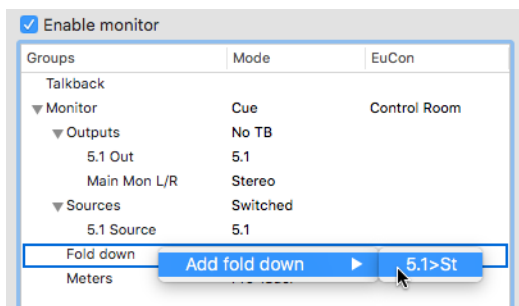 Enable monitor
Groups Mode EuCon
Talkback
Monitor Cue Control Room
Outputs No TB
5.1 Out 5.1
Main Mon L/R Stereo
Sources Switched
5.1 Source 5.1
Fold down Add fold down 5.1>St
Meters